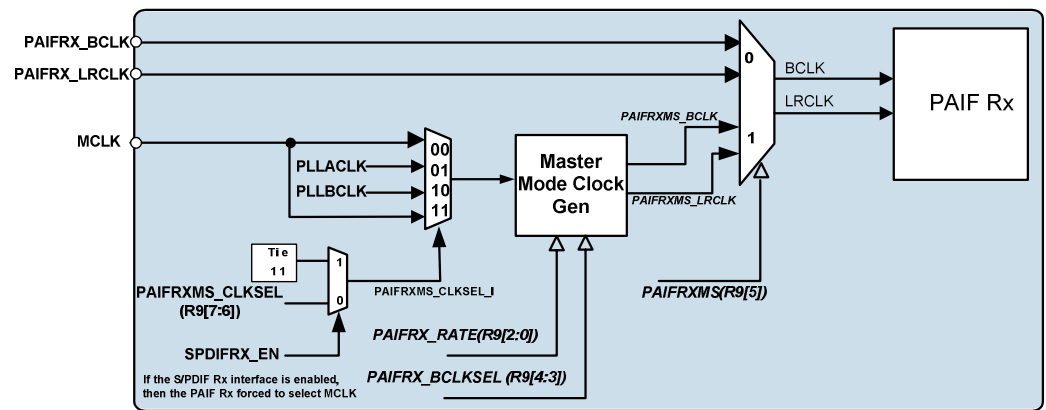 PAIFRX_BCLK
PAIFRX_LRCLK
0
BCLK
LRCLK
PAIF Rx
PAIFRXMS_BCLK
1
MCLK
PLLACLK
PLLBCLK
00
01
10
11
Master
Mode Clock
Gen
PAIFRXMS_LRCLK
Tie
11
1
0
PAIFRXMS_CLKSEL
(R9[7:6])
PAIFRXMS_CLKSEL_I
PAIFRXMS(R9[5])
SPDIFRX_EN
PAIFRX_RATE(R9[2:0])
PAIFRX_BCLKSEL (R9[4:3])
If the S/PDIF Rx interface is enabled,
then the PAIF Rx forced to select MCLK